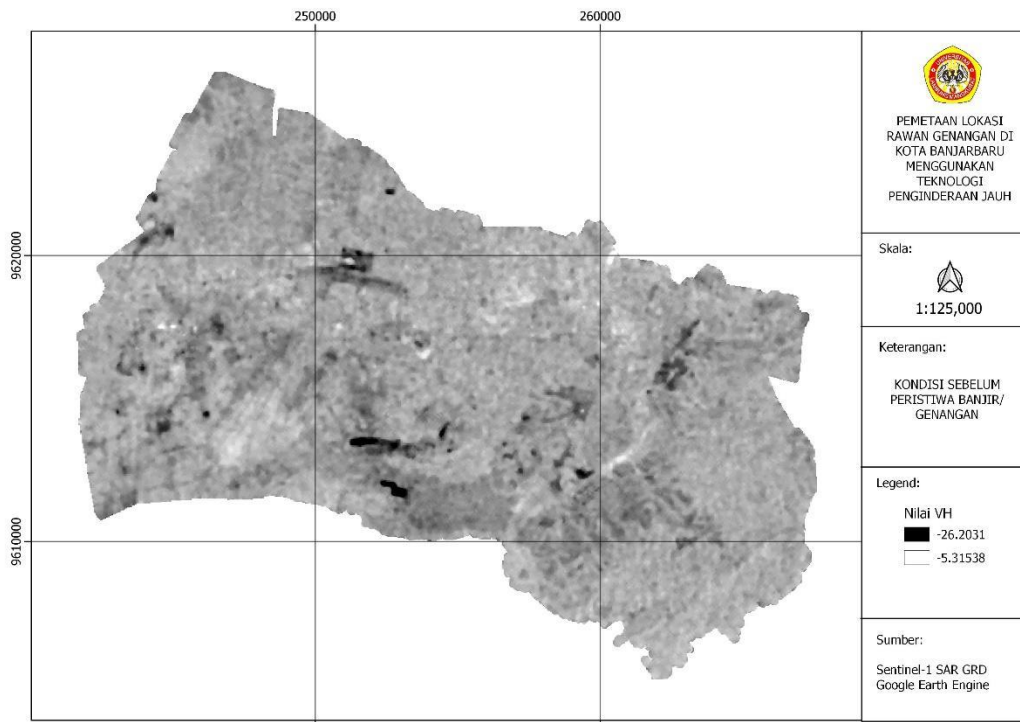 250000
260000
9620000
9610000
PEMETAAN LOKASI
RAWAN GENANGAN DI
KOTA BANJARBARU
MENGGUNAKAN
TEKNOLOGI
PENGINDERAAN JAUH
Skala:
1:125,000
Keterangan:
KONDISI SEBELUM
PERISTIWA BANJIR/
GENANGAN
Legend:
Nilai VH
-26.2031
-5.31538
Sumber:
Sentinel-1 SAR GRD
Google Earth Engine